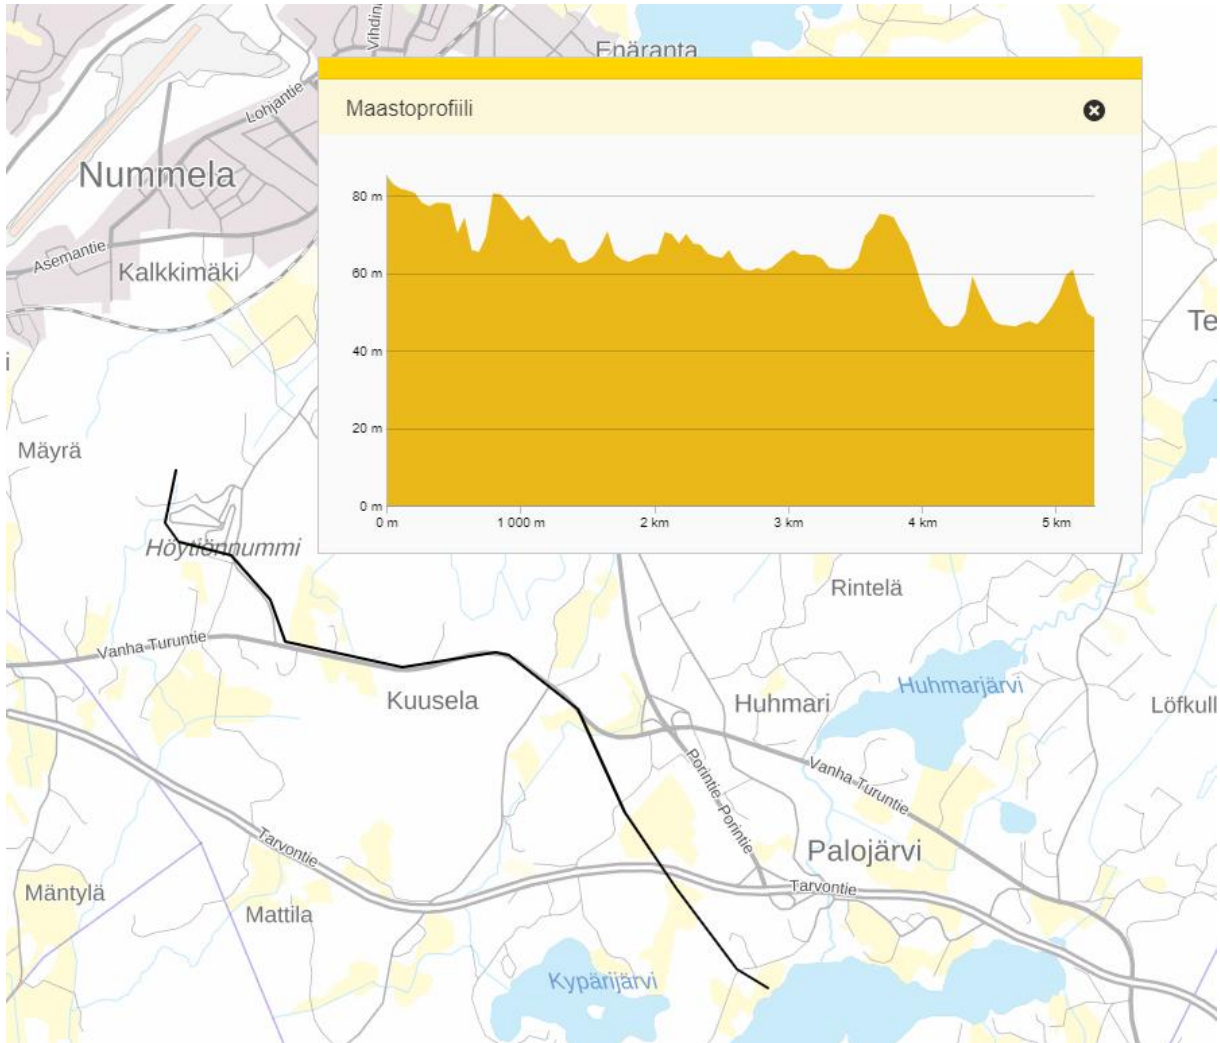 Vihdin
Enäranta
Maastoprofiili
Lohjantie
Nummela
80 m
Asemantie
Kalkkimäki
60 m
Te
40 m
i
20 m
Mäyrä
0 m
0 m 1 000 m 2 km 3 km 4 km 5 km
Höytiönnummi
Rintelä
Vanha Turuntie
Huhmarjärvi
Kuusela
Huhmari
Löfkull
Porintie Porintie
Vanha-Turuntie
Tarvontie
Palojärvi
Mäntylä
Tarvontie
Mattila
Kypärijärvi